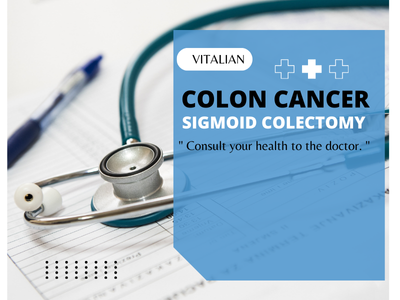 VITALIAN
COLON CANCER
SIGMOID COLECTOMY
" Consult your health to the doctor. "